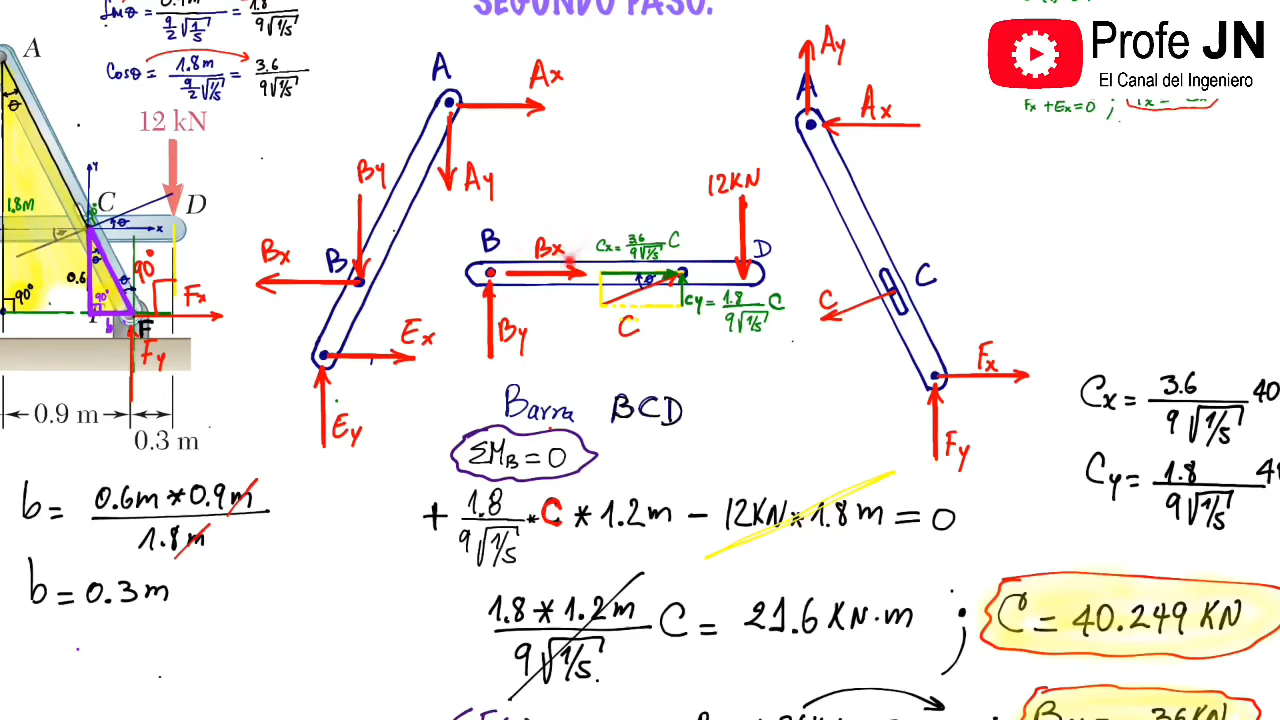 SEGUNDO PASO.
Profe JN
El Canal del Ingeniero
Cosθ = 1.8m / 9/2 √1/5 = 3.6 / 9√1/5
Fx + Ex = 0 ;
A
12 kN
C
D
1.8m
0.6
90°
90°
90°
b
F
Fx
Fy
0.9 m
0.3 m
A
Ax
Ay
By
Bx
B
Ex
Ey
B
Bx
By
Cx = 3.6 / 9√1/5 C
C
Cy = 1.8 / 9√1/5 C
12KN
D
Ay
A
Ax
C
C
Fx
Fy
Barra BCD
ΣMB = 0
+ 1.8 / 9√1/5 * C * 1.2m - 12KN * 1.8m = 0
1.8 * 1.2m / 9√1/5 C = 21.6 KN·m ; C = 40.249 KN
b = 0.6m * 0.9m / 1.8m
b = 0.3m
Cx = 3.6 / 9√1/5 40
Cy = 1.8 / 9√1/5